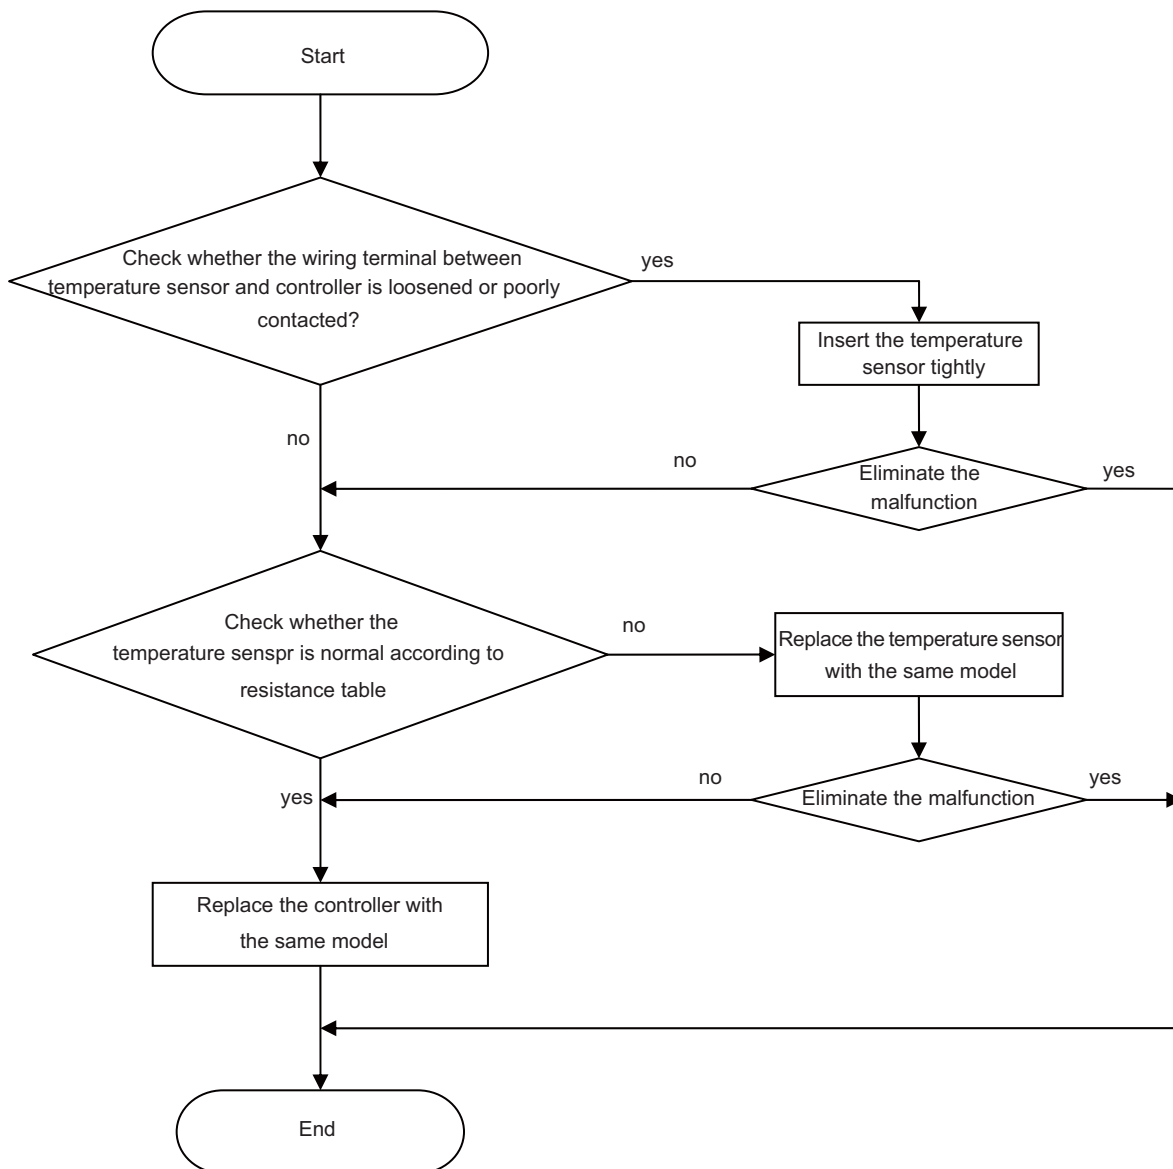 Start
Check whether the wiring terminal between
temperature sensor and controller is loosened or poorly
contacted?
yes
Insert the temperature
sensor tightly
no
no
Eliminate the
malfunction
yes
Check whether the
temperature senspr is normal according to
resistance table
no
Replace the temperature sensor
with the same model
yes
no
Eliminate the malfunction
yes
Replace the controller with
the same model
End